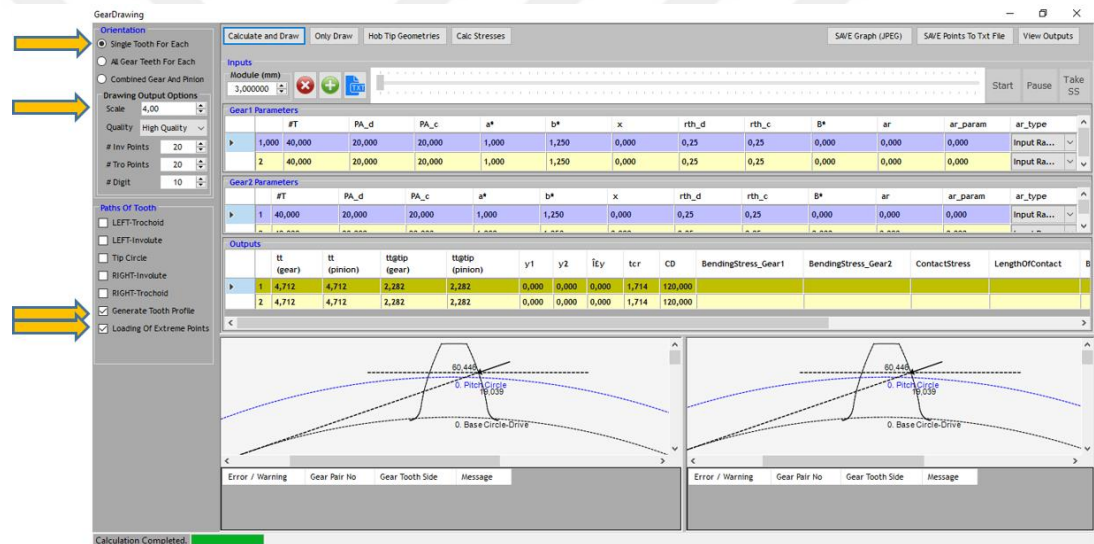 GearDrawing
Orientation
Single Tooth For Each
All Gear Teeth For Each
Combined Gear And Pinion
Drawing Output Options
Scale 4,00
Quality High Quality
# Inv Points 20
# Tro Points 20
# Digit 10
Paths Of Tooth
LEFT-Trochoid
LEFT-Involute
Tip Circle
RIGHT-Involute
RIGHT-Trochoid
Generate Tooth Profile
Loading Of Extreme Points
Calculate and Draw Only Draw Hob Tip Geometries Calc Stresses SAVE Graph (JPEG) SAVE Points To Txt File View Outputs
Inputs
Module (mm)
3,000000 TXT Start Pause Take SS
Gear1 Parameters
#T PA_d PA_c a* b* x rth_d rth_c B* ar ar_param ar_type
1,000 40,000 20,000 20,000 1,000 1,250 0,000 0,25 0,25 0,000 0,000 0,000 Input Ra...
2 40,000 20,000 20,000 1,000 1,250 0,000 0,25 0,25 0,000 0,000 0,000 Input Ra...
Gear2 Parameters
#T PA_d PA_c a* b* x rth_d rth_c B* ar ar_param ar_type
1 40,000 20,000 20,000 1,000 1,250 0,000 0,25 0,25 0,000 0,000 0,000 Input Ra...
Outputs
tt (gear) tt (pinion) tt@tip (gear) tt@tip (pinion) y1 y2 Î£y tcr CD BendingStress_Gear1 BendingStress_Gear2 ContactStress LengthOfContact B
1 4,712 4,712 2,282 2,282 0,000 0,000 0,000 1,714 120,000
2 4,712 4,712 2,282 2,282 0,000 0,000 0,000 1,714 120,000
60,446
0. Pitch Circle
19,039
0. Base Circle-Drive
60,446
0. Pitch Circle
19,039
0. Base Circle-Drive
Error / Warning Gear Pair No Gear Tooth Side Message
Error / Warning Gear Pair No Gear Tooth Side Message
Calculation Completed.